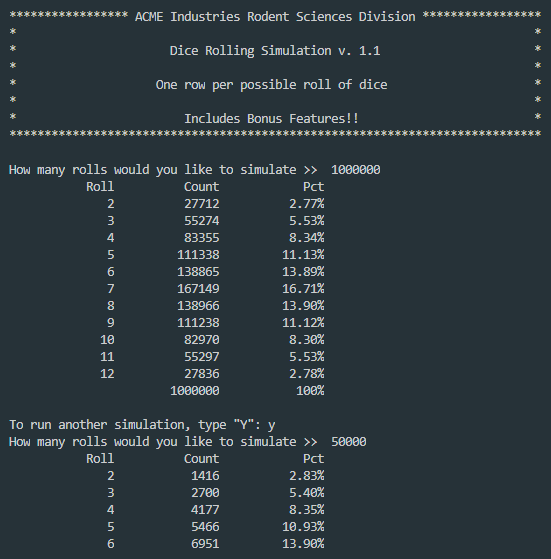 ***************** ACME Industries Rodent Sciences Division *****************
* *
* Dice Rolling Simulation v. 1.1 *
* *
* One row per possible roll of dice *
* *
* Includes Bonus Features!! *
****************************************************************************
How many rolls would you like to simulate >> 1000000
Roll Count Pct
2 27712 2.77%
3 55274 5.53%
4 83355 8.34%
5 111338 11.13%
6 138865 13.89%
7 167149 16.71%
8 138966 13.90%
9 111238 11.12%
10 82970 8.30%
11 55297 5.53%
12 27836 2.78%
1000000 100%
To run another simulation, type "Y": y
How many rolls would you like to simulate >> 50000
Roll Count Pct
2 1416 2.83%
3 2700 5.40%
4 4177 8.35%
5 5466 10.93%
6 6951 13.90%